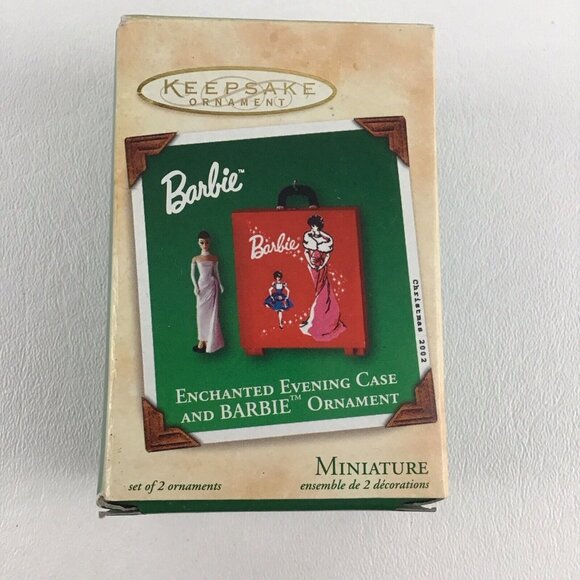 KEEPSAKE
ORNAMENT
Barbie™
Barbie
Christmas 2002
ENCHANTED EVENING CASE
AND BARBIE™ ORNAMENT
MINIATURE
set of 2 ornaments
ensemble de 2 décorations